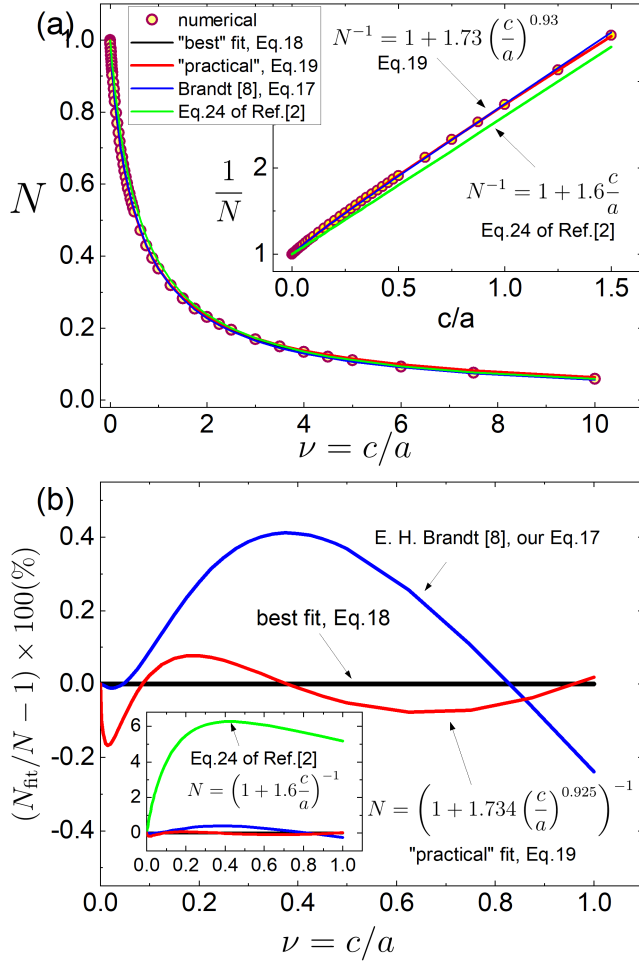 (a)
numerical
"best" fit, Eq.18
"practical", Eq.19
Brandt [8], Eq.17
Eq.24 of Ref.[2]
N
1.0
0.8
0.6
0.4
0.2
0.0
0 2 4 6 8 10
ν = c/a
N⁻¹ = 1 + 1.73 (c/a)^0.93
Eq.19
1/N
2
1
N⁻¹ = 1 + 1.6 c/a
Eq.24 of Ref.[2]
0.0 0.5 1.0 1.5
c/a
(b)
(N_fit/N − 1) × 100(%)
0.4
0.2
0.0
-0.2
-0.4
E. H. Brandt [8], our Eq.17
best fit, Eq.18
6
4
2
0
Eq.24 of Ref.[2]
N = (1 + 1.6 c/a)⁻¹
0.0 0.2 0.4 0.6 0.8 1.0
N = (1 + 1.734 (c/a)^0.925)⁻¹
"practical" fit, Eq.19
0.0 0.2 0.4 0.6 0.8 1.0
ν = c/a